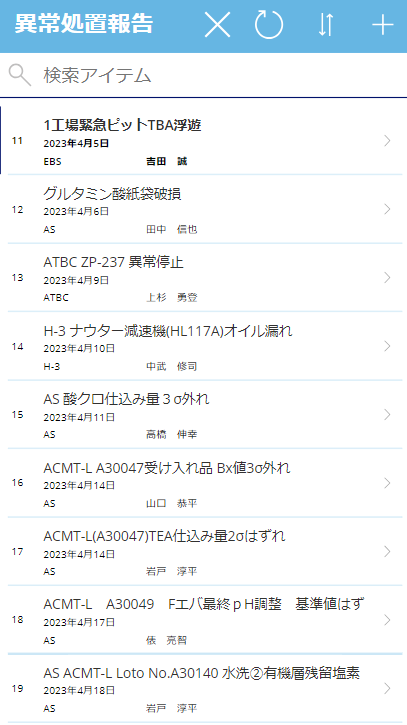 異常処置報告
検索アイテム
11
1工場緊急ピットTBA浮遊
2023年4月5日
EBS 吉田　誠
12
グルタミン酸紙袋破損
2023年4月6日
AS 田中　信也
13
ATBC ZP-237 異常停止
2023年4月9日
ATBC 上杉　勇登
14
H-3 ナウター減速機(HL117A)オイル漏れ
2023年4月10日
H-3 中武　修司
15
AS 酸クロ仕込み量３σ外れ
2023年4月11日
AS 高橋　伸幸
16
ACMT-L A30047受け入れ品 Bx値3σ外れ
2023年4月14日
AS 山口　恭平
17
ACMT-L(A30047)TEA仕込み量2σはずれ
2023年4月14日
AS 岩戸　淳平
18
ACMT-L　A30049　Fエバ最終ｐH調整　基準値はず
2023年4月17日
AS 俵　亮智
19
AS ACMT-L Loto No.A30140 水洗②有機層残留塩素
2023年4月18日
AS 岩戸　淳平